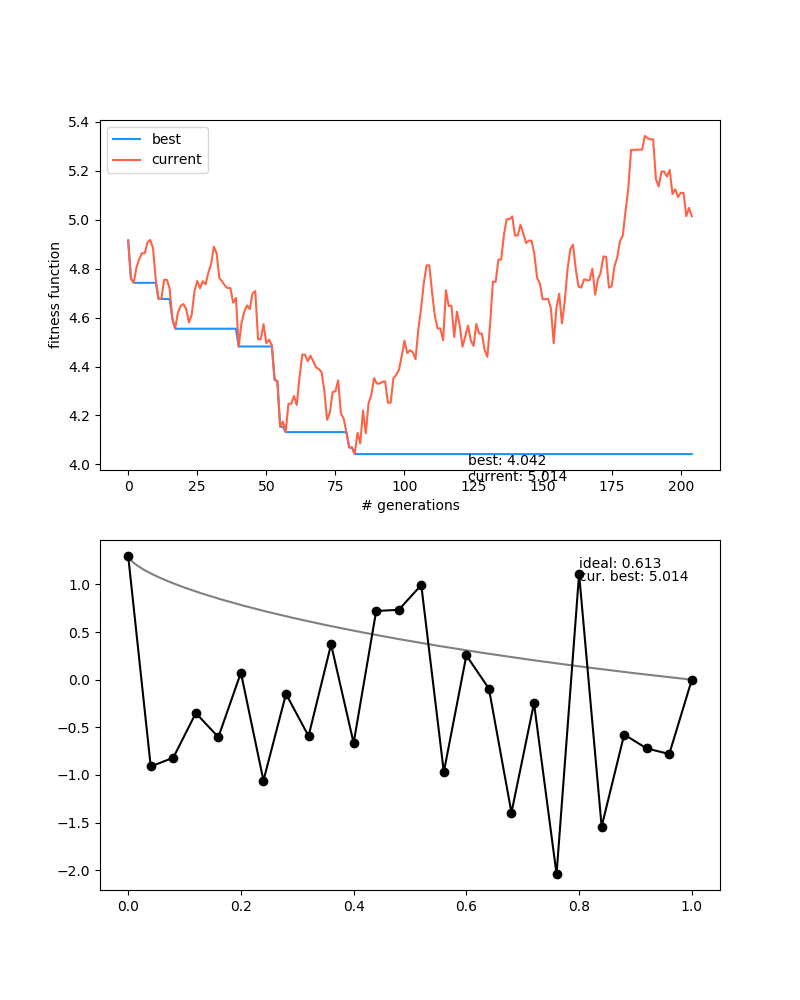 5.4
5.2
5.0
4.8
4.6
4.4
4.2
4.0
fitness function
best
current
best: 4.042
current: 5.014
0 25 50 75 100 125 150 175 200
# generations
ideal: 0.613
cur. best: 5.014
1.0
0.5
0.0
−0.5
−1.0
−1.5
−2.0
0.0 0.2 0.4 0.6 0.8 1.0